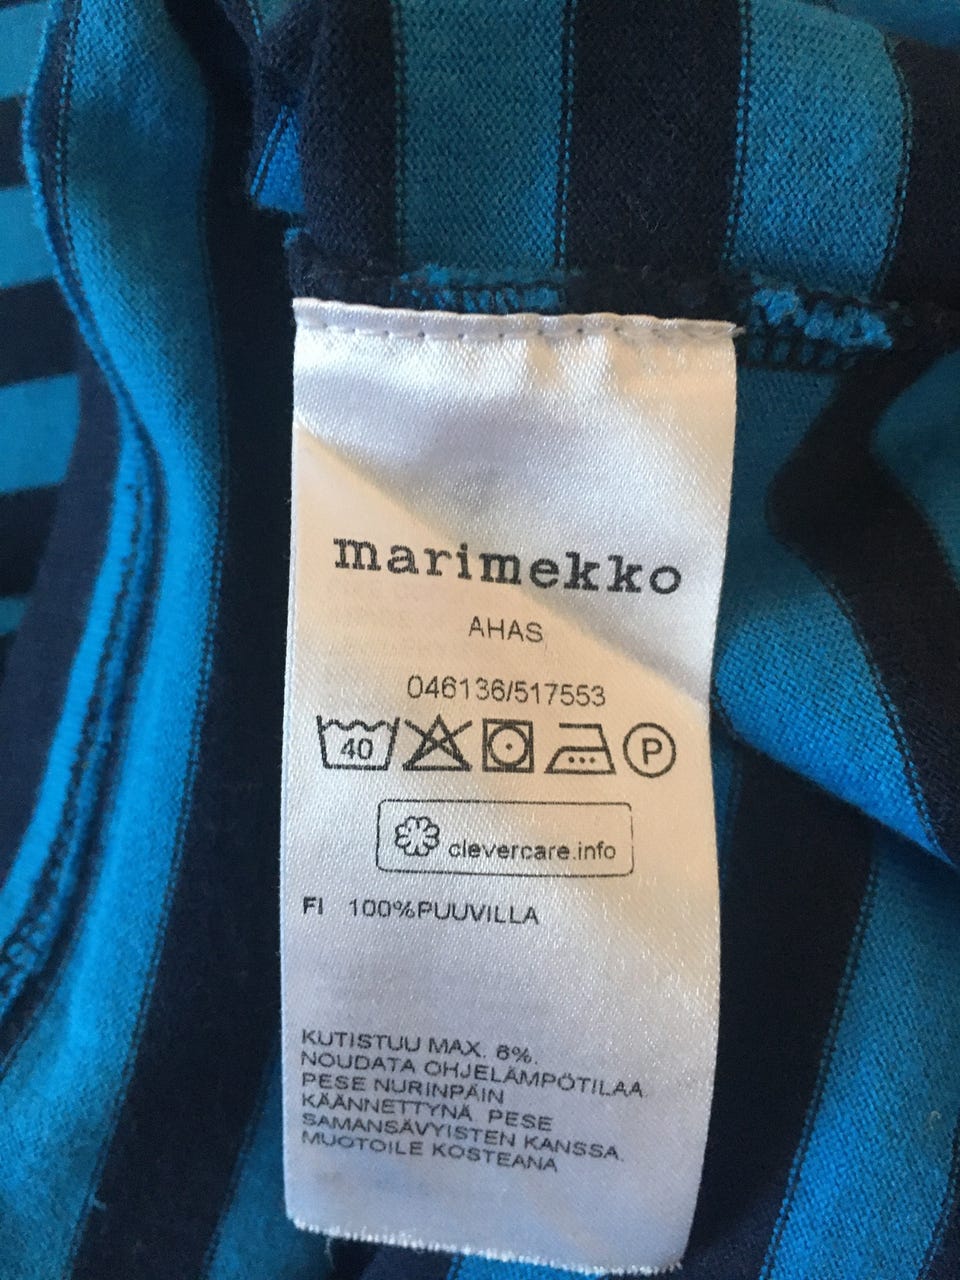 marimekko
AHAS
046136/517553
40 P
clevercare.info
FI 100%PUUVILLA
KUTISTUU MAX. 8%.
NOUDATA OHJELÄMPÖTILAA.
PESE NURINPÄIN
KÄÄNNETTYNÄ. PESE
SAMANSÄVYISTEN KANSSA.
MUOTOILE KOSTEANA